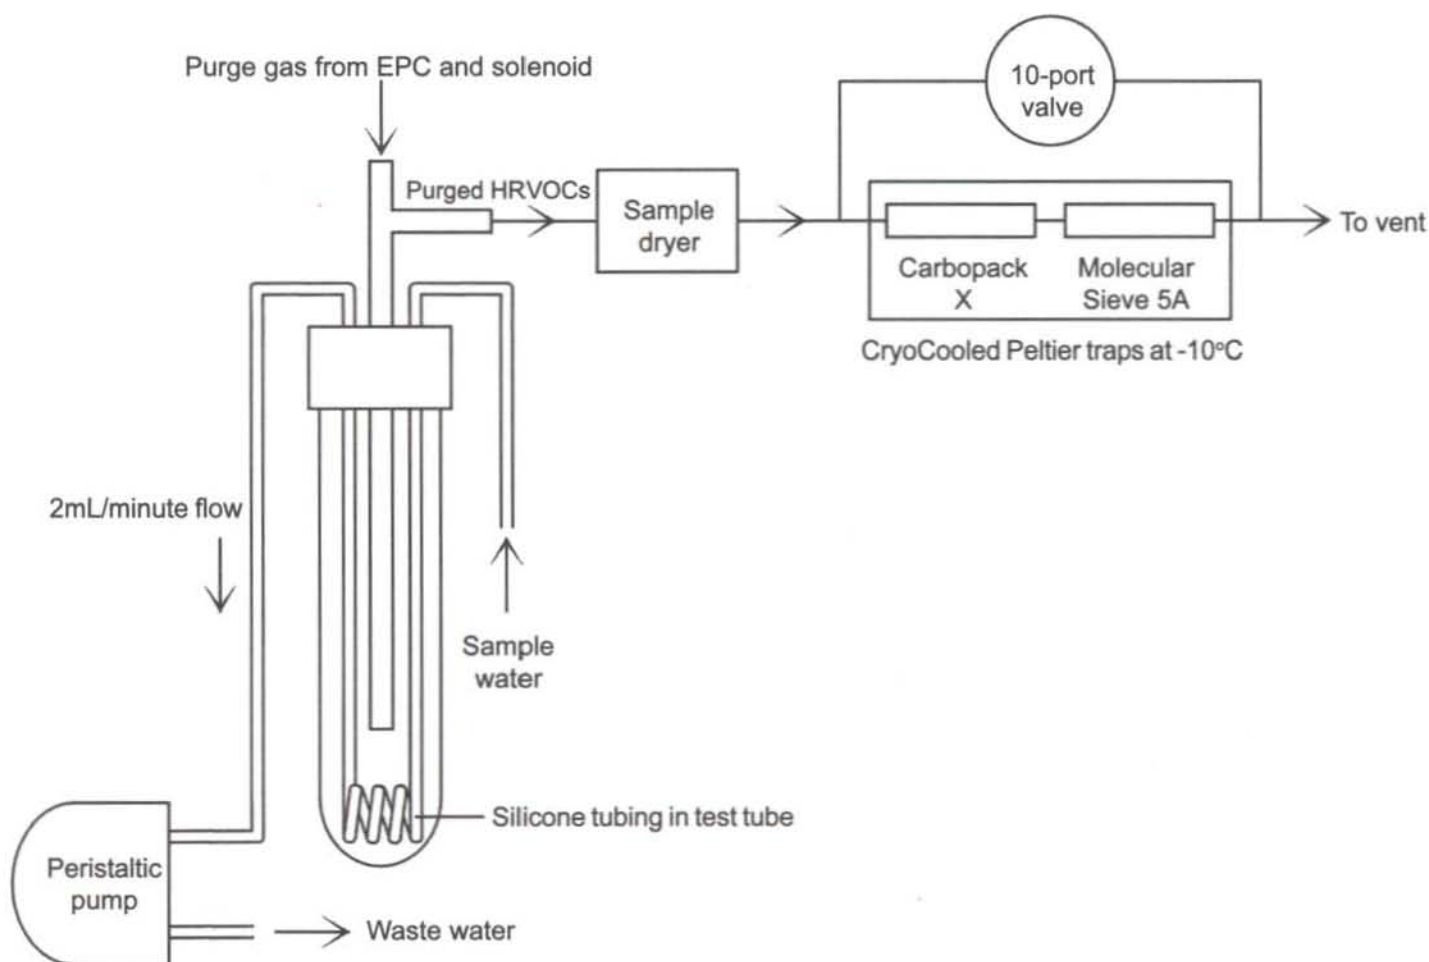 Purge gas from EPC and solenoid
10-port
valve
Purged HRVOCs
Sample
dryer
To vent
Carbopack
X
Molecular
Sieve 5A
CryoCooled Peltier traps at -10°C
2mL/minute flow
Sample
water
Silicone tubing in test tube
Peristaltic
pump
Waste water